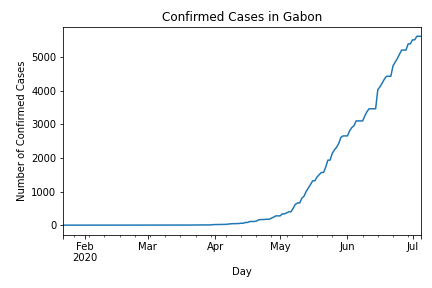 Confirmed Cases in Gabon
Number of Confirmed Cases
5000
4000
3000
2000
1000
0
Feb
2020
Mar
Apr
May
Jun
Jul
Day